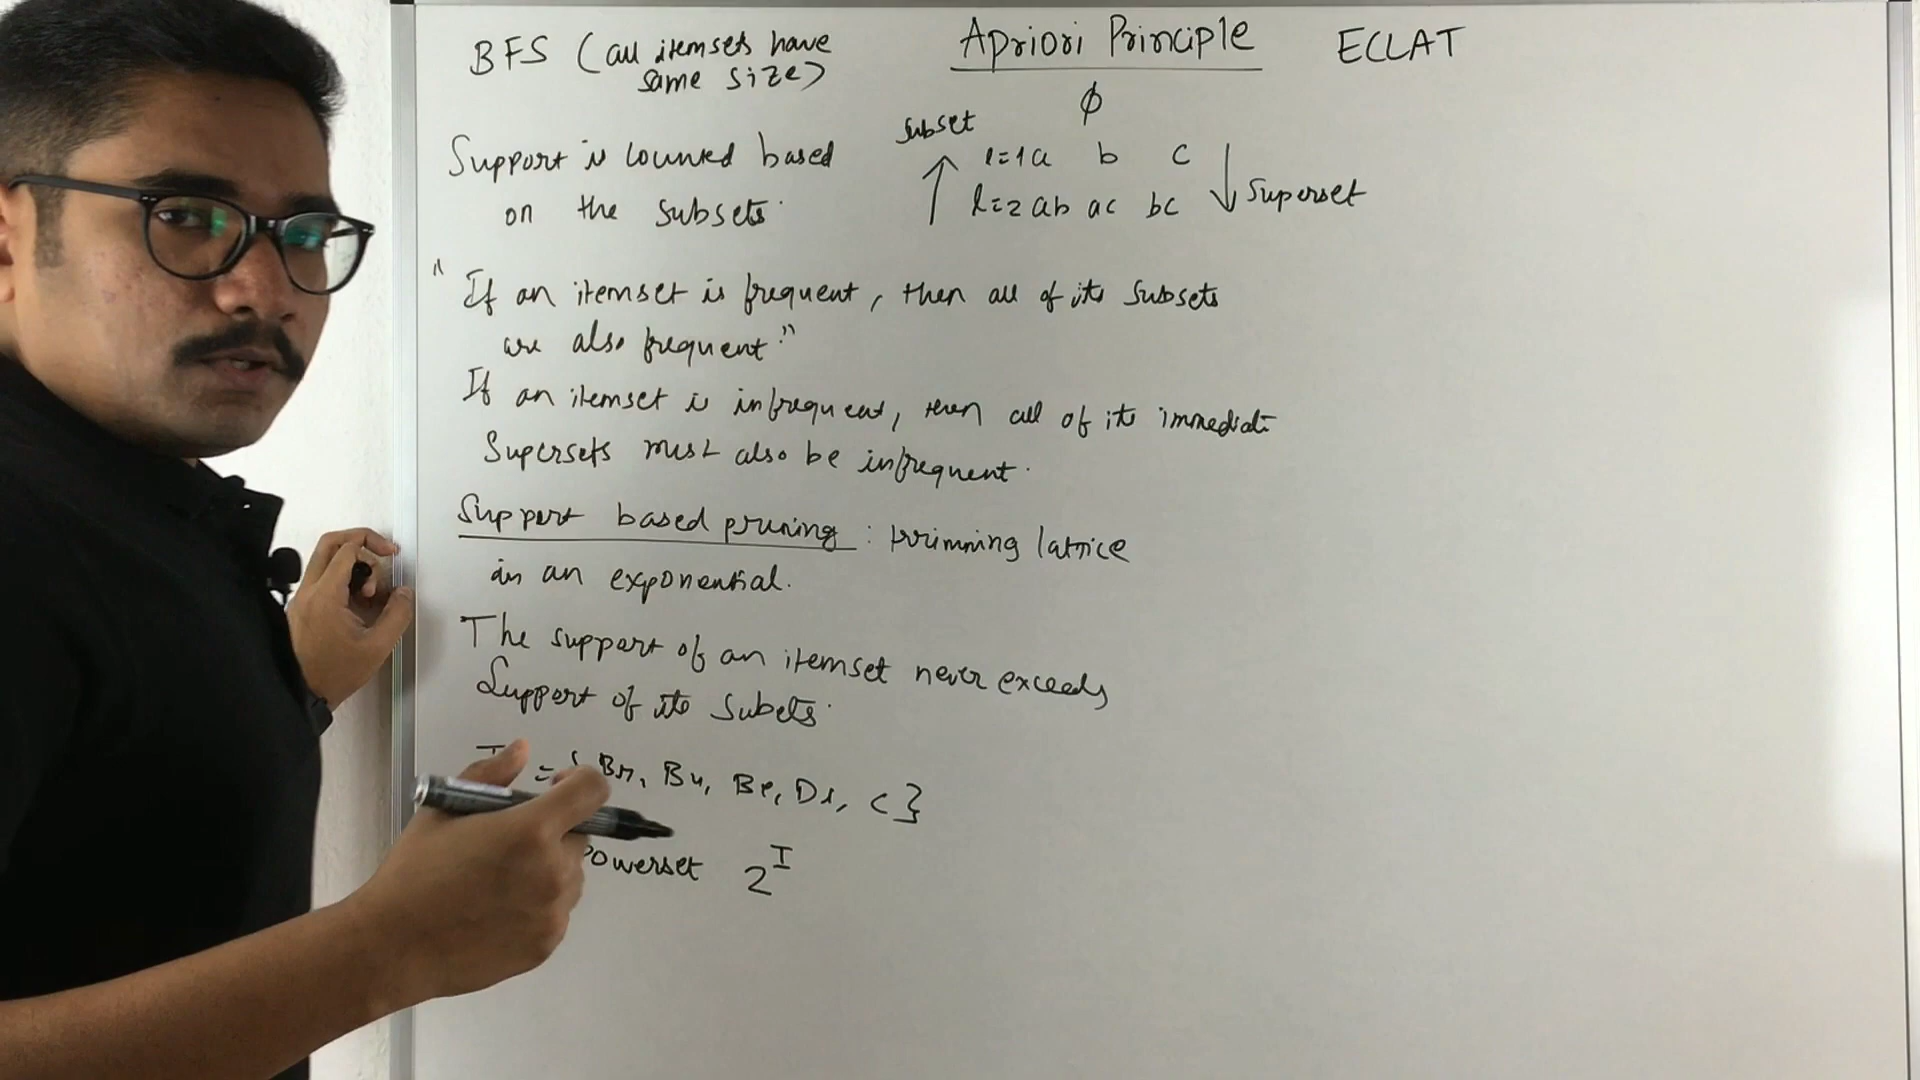 BFS (all itemsets have
same size)
Apriori Principle
ECLAT
Support is counted based
on the subsets.
ϕ
subset
l=1 a b c
l=2 ab ac bc
Superset
"If an itemset is frequent, then all of its subsets
are also frequent."
If an itemset is infrequent, then all of its immediate
Supersets must also be infrequent.
Support based pruning : trimming lattice
in an exponential.
The support of an itemset never exceeds
Support of its Subets.
= { Br, Bu, Be, Di, C }
Powerset 2^I